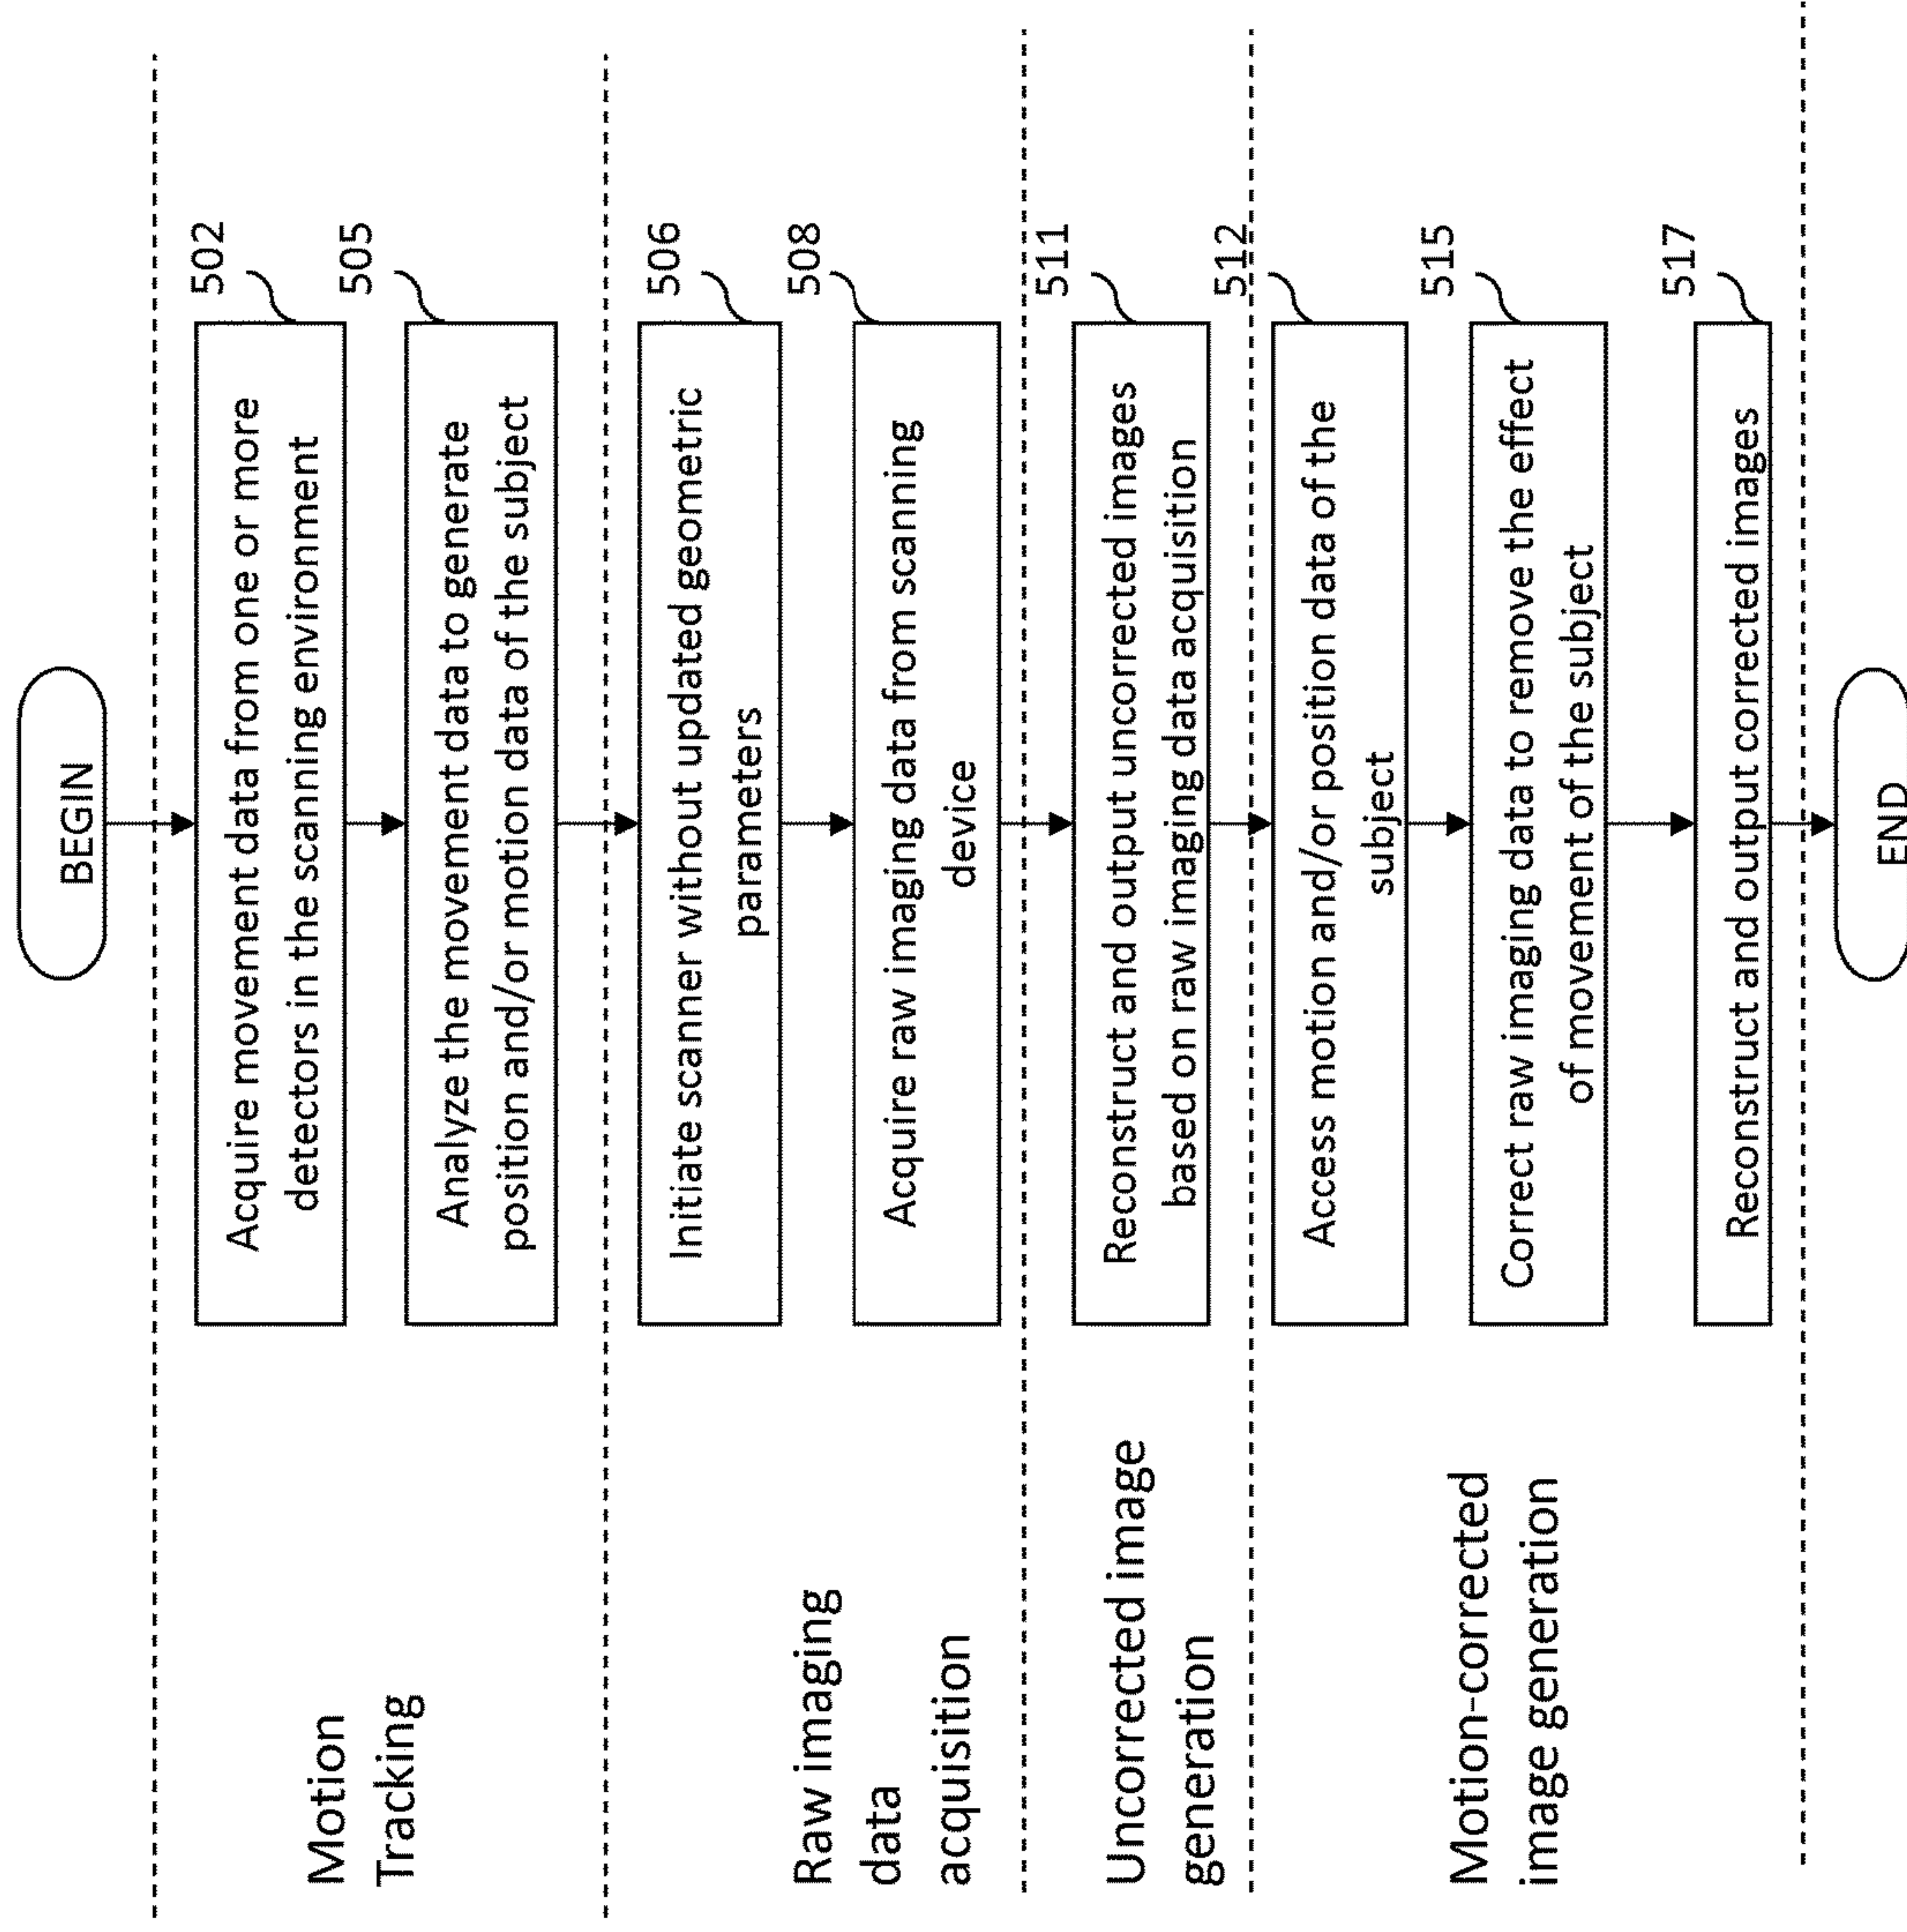 BEGIN
Motion
Tracking
502
Acquire movement data from one or more
detectors in the scanning environment
505
Analyze the movement data to generate
position and/or motion data of the subject
Raw imaging
data
acquisition
506
Initiate scanner without updated geometric
parameters
508
Acquire raw imaging data from scanning
device
Uncorrected image
generation
511
Reconstruct and output uncorrected images
based on raw imaging data acquisition
Motion-corrected
image generation
512
Access motion and/or position data of the
subject
515
Correct raw imaging data to remove the effect
of movement of the subject
517
Reconstruct and output corrected images
END